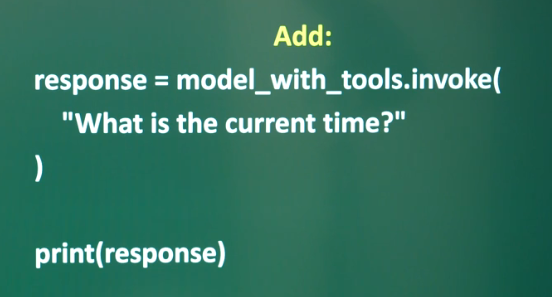 Add:
response = model_with_tools.invoke(
"What is the current time?"
)
print(response)